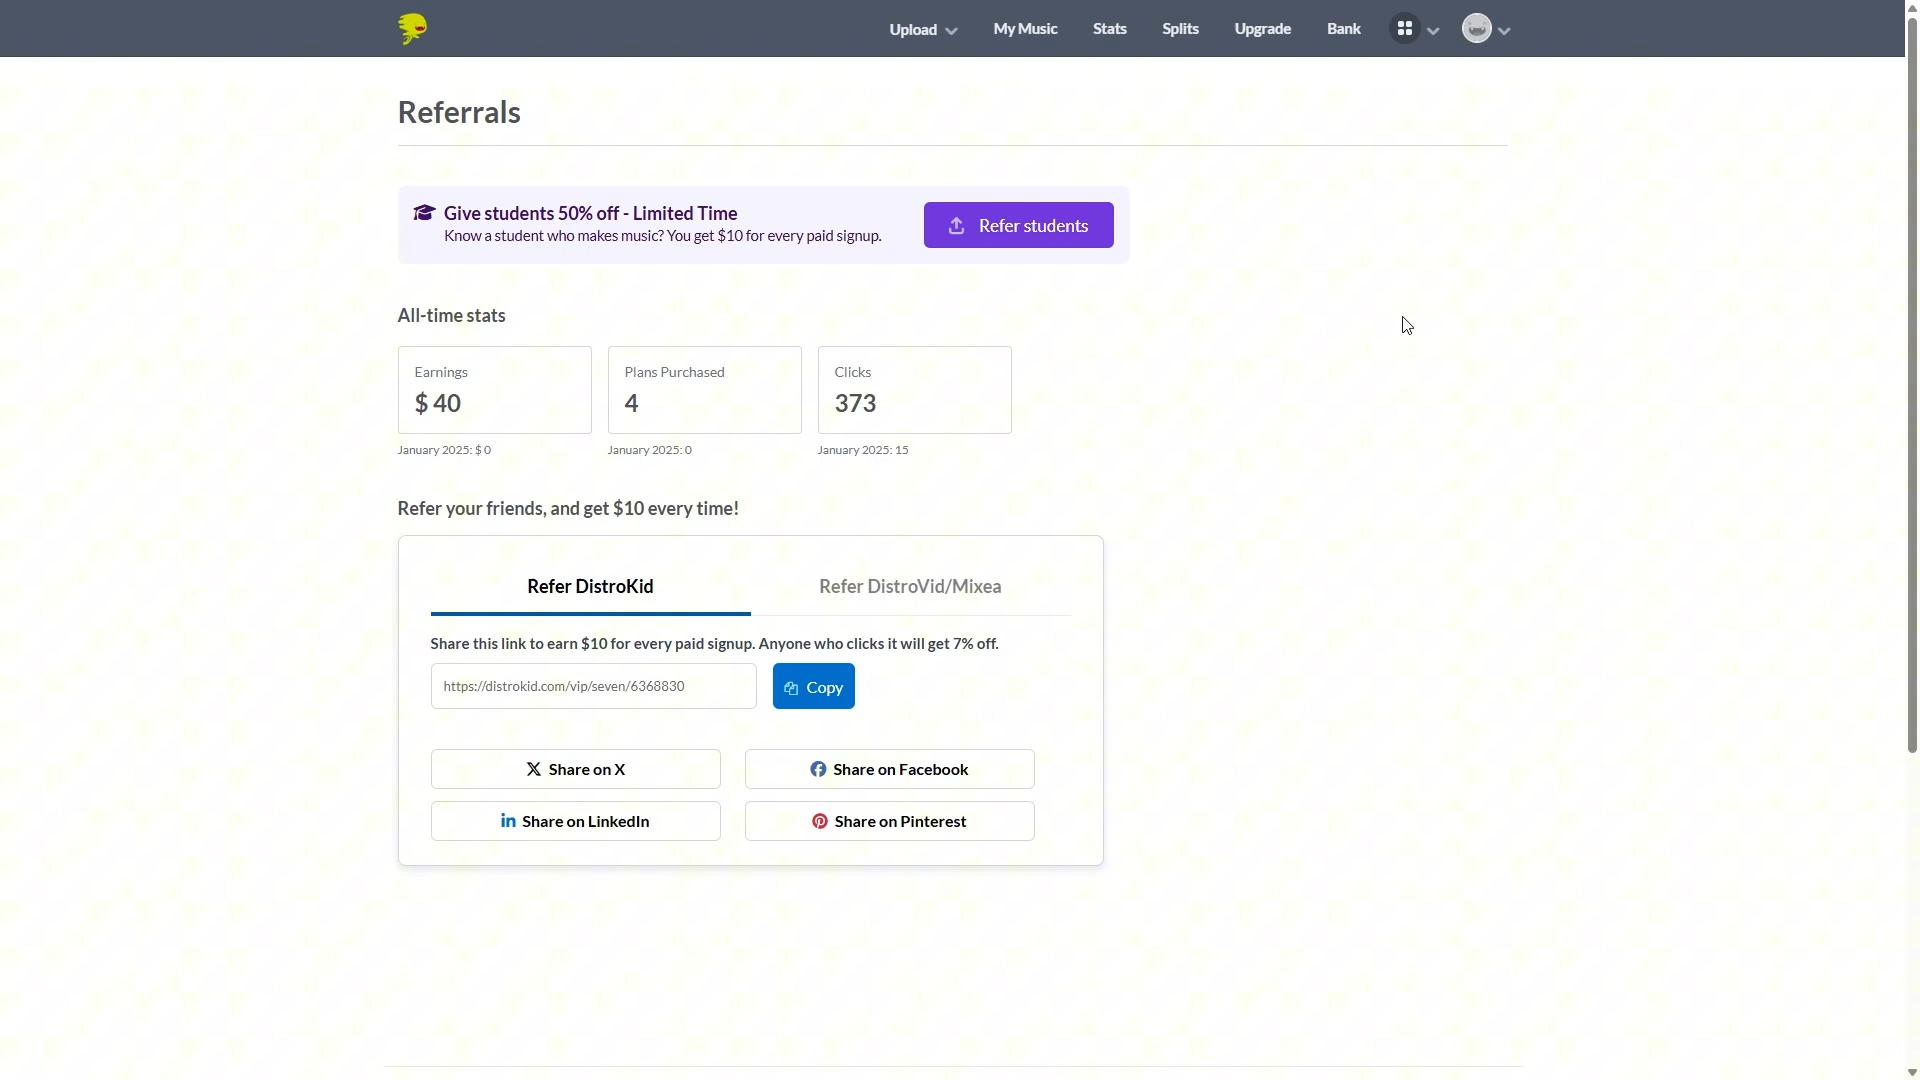 Upload
My Music
Stats
Splits
Upgrade
Bank
Referrals
Give students 50% off - Limited Time
Know a student who makes music? You get $10 for every paid signup.
Refer students
All-time stats
Earnings
$ 40
January 2025: $ 0
Plans Purchased
4
January 2025: 0
Clicks
373
January 2025: 15
Refer your friends, and get $10 every time!
Refer DistroKid
Refer DistroVid/Mixea
Share this link to earn $10 for every paid signup. Anyone who clicks it will get 7% off.
https://distrokid.com/vip/seven/6368830
Copy
Share on X
Share on Facebook
Share on LinkedIn
Share on Pinterest